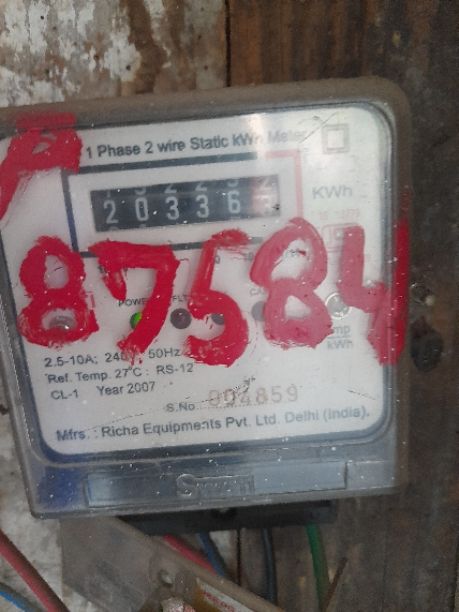 1 Phase 2 wire Static kWh Meter
KWh
20336
87584
2.5-10A; 50Hz
Ref. Temp. 27°C : RS-12
kWh
CL-1 Year 2007
S.No 004859
Mfrs. : Richa Equipments Pvt. Ltd. Delhi (India).